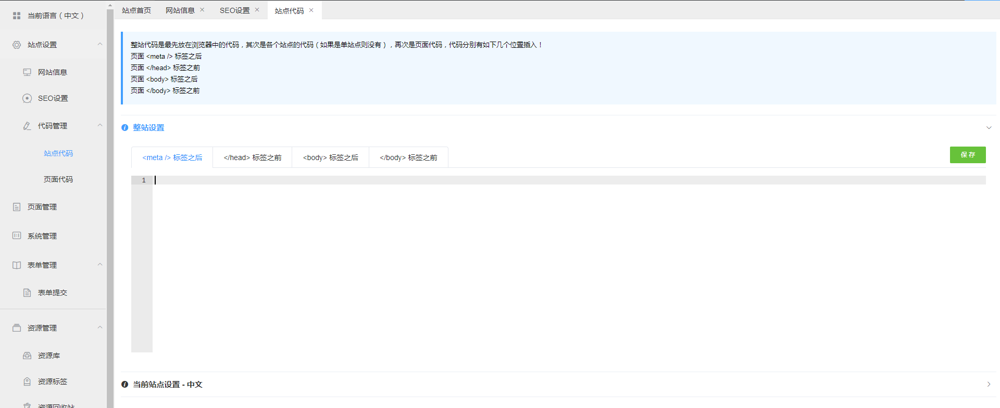 当前语言（中文）
站点设置
网站信息
SEO设置
代码管理
站点代码
页面代码
页面管理
系统管理
表单管理
表单提交
资源管理
资源库
资源标签
资源回收站
站点首页 网站信息 SEO设置 站点代码
整站代码是最先放在浏览器中的代码，其次是各个站点的代码（如果是单站点则没有），再次是页面代码，代码分别有如下几个位置插入！
页面 <meta /> 标签之后
页面 </head> 标签之前
页面 <body> 标签之后
页面 </body> 标签之前
整站设置
<meta /> 标签之后 </head> 标签之前 <body> 标签之后 </body> 标签之前 保存
1
当前站点设置 - 中文